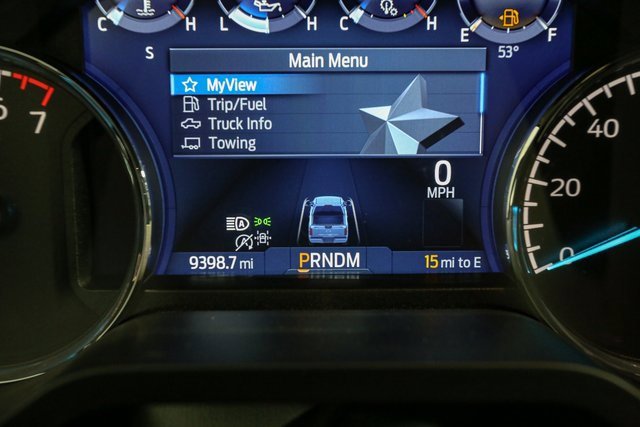 C H
L H
C H
E F
S
53°
Main Menu
MyView
Trip/Fuel
Truck Info
Towing
6
7
0
MPH
40
20
0
A
9398.7 mi
PRNDM
15 mi to E